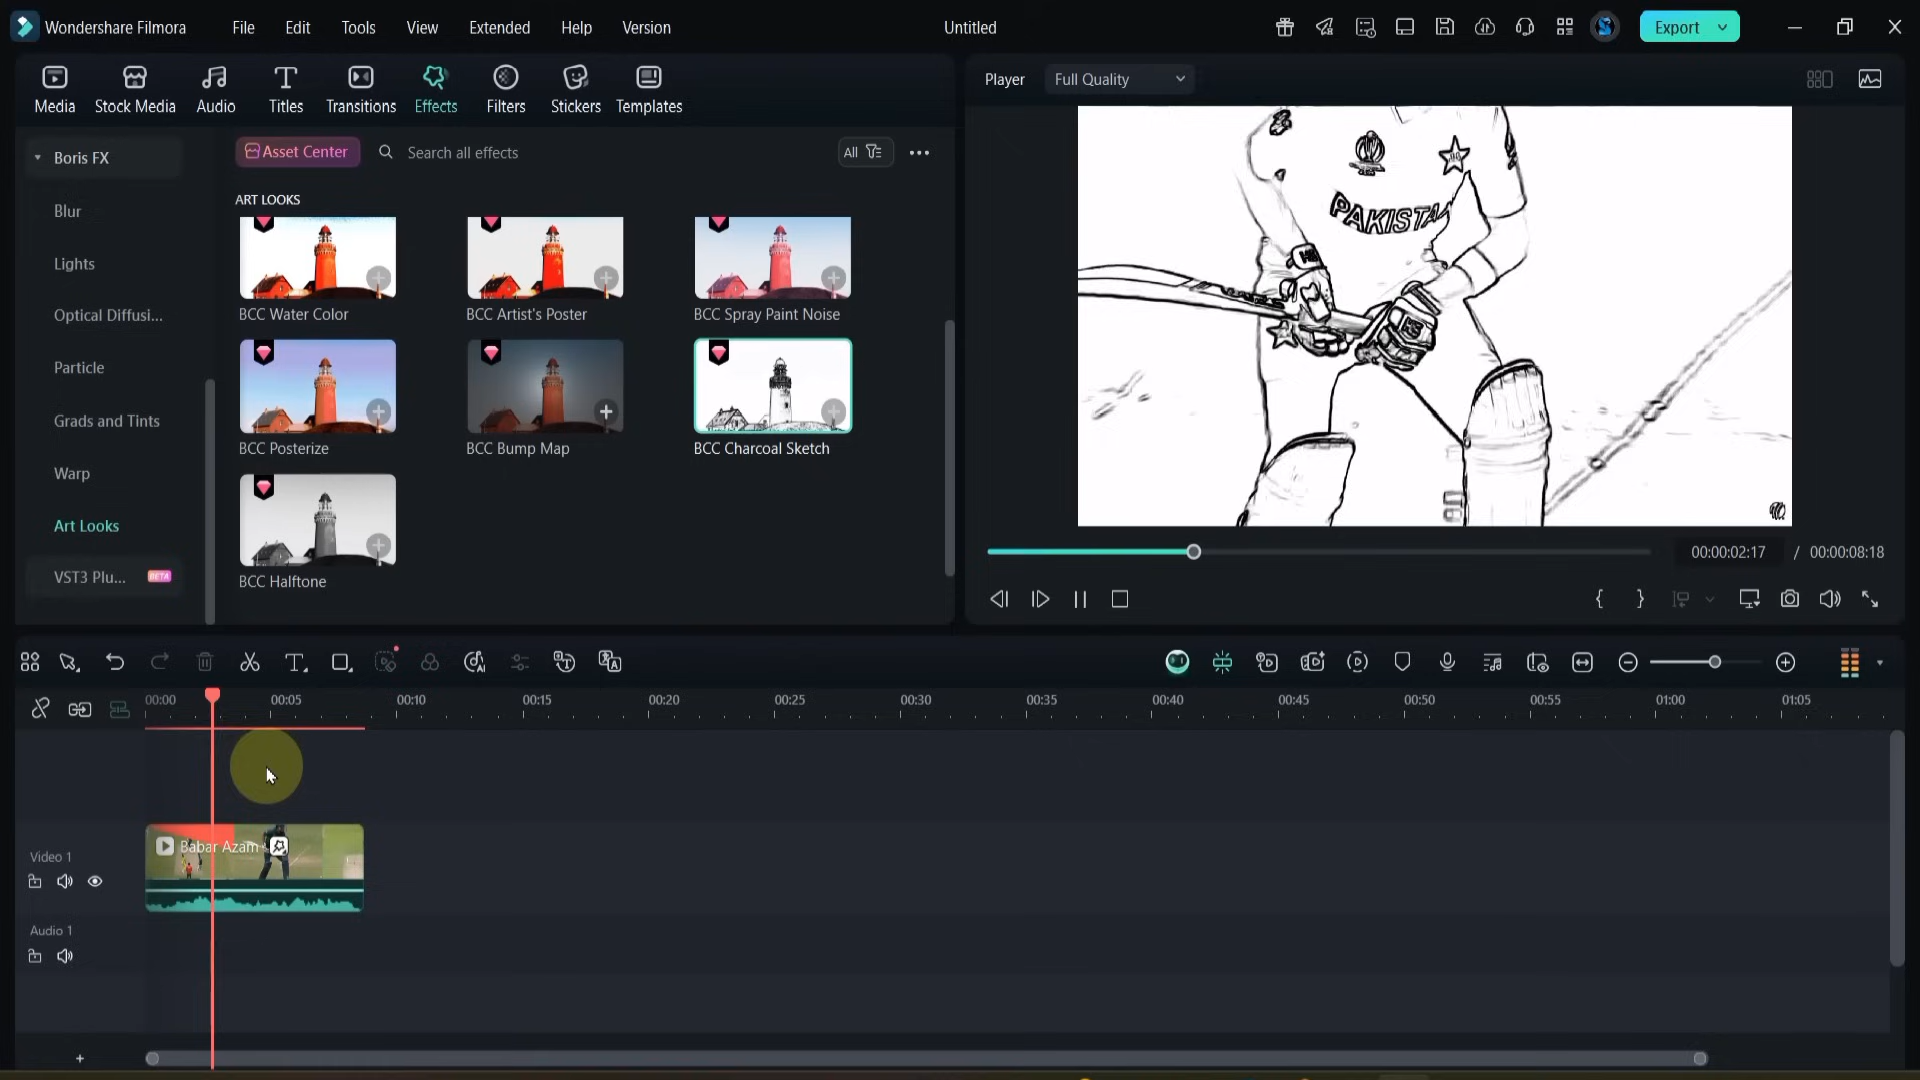 Wondershare Filmora File Edit Tools View Extended Help Version Untitled Export
Media Stock Media Audio Titles Transitions Effects Filters Stickers Templates
Player Full Quality
Boris FX
Blur
Lights
Optical Diffusi...
Particle
Grads and Tints
Warp
Art Looks
VST3 Plu... BETA
Asset Center Search all effects All
ART LOOKS
BCC Water Color BCC Artist's Poster BCC Spray Paint Noise
BCC Posterize BCC Bump Map BCC Charcoal Sketch
BCC Halftone
PAKISTAN
HS
HS
00:00:02:17 / 00:00:08:18
00:00 00:05 00:10 00:15 00:20 00:25 00:30 00:35 00:40 00:45 00:50 00:55 01:00 01:05
Video 1
Babar Azam
Audio 1